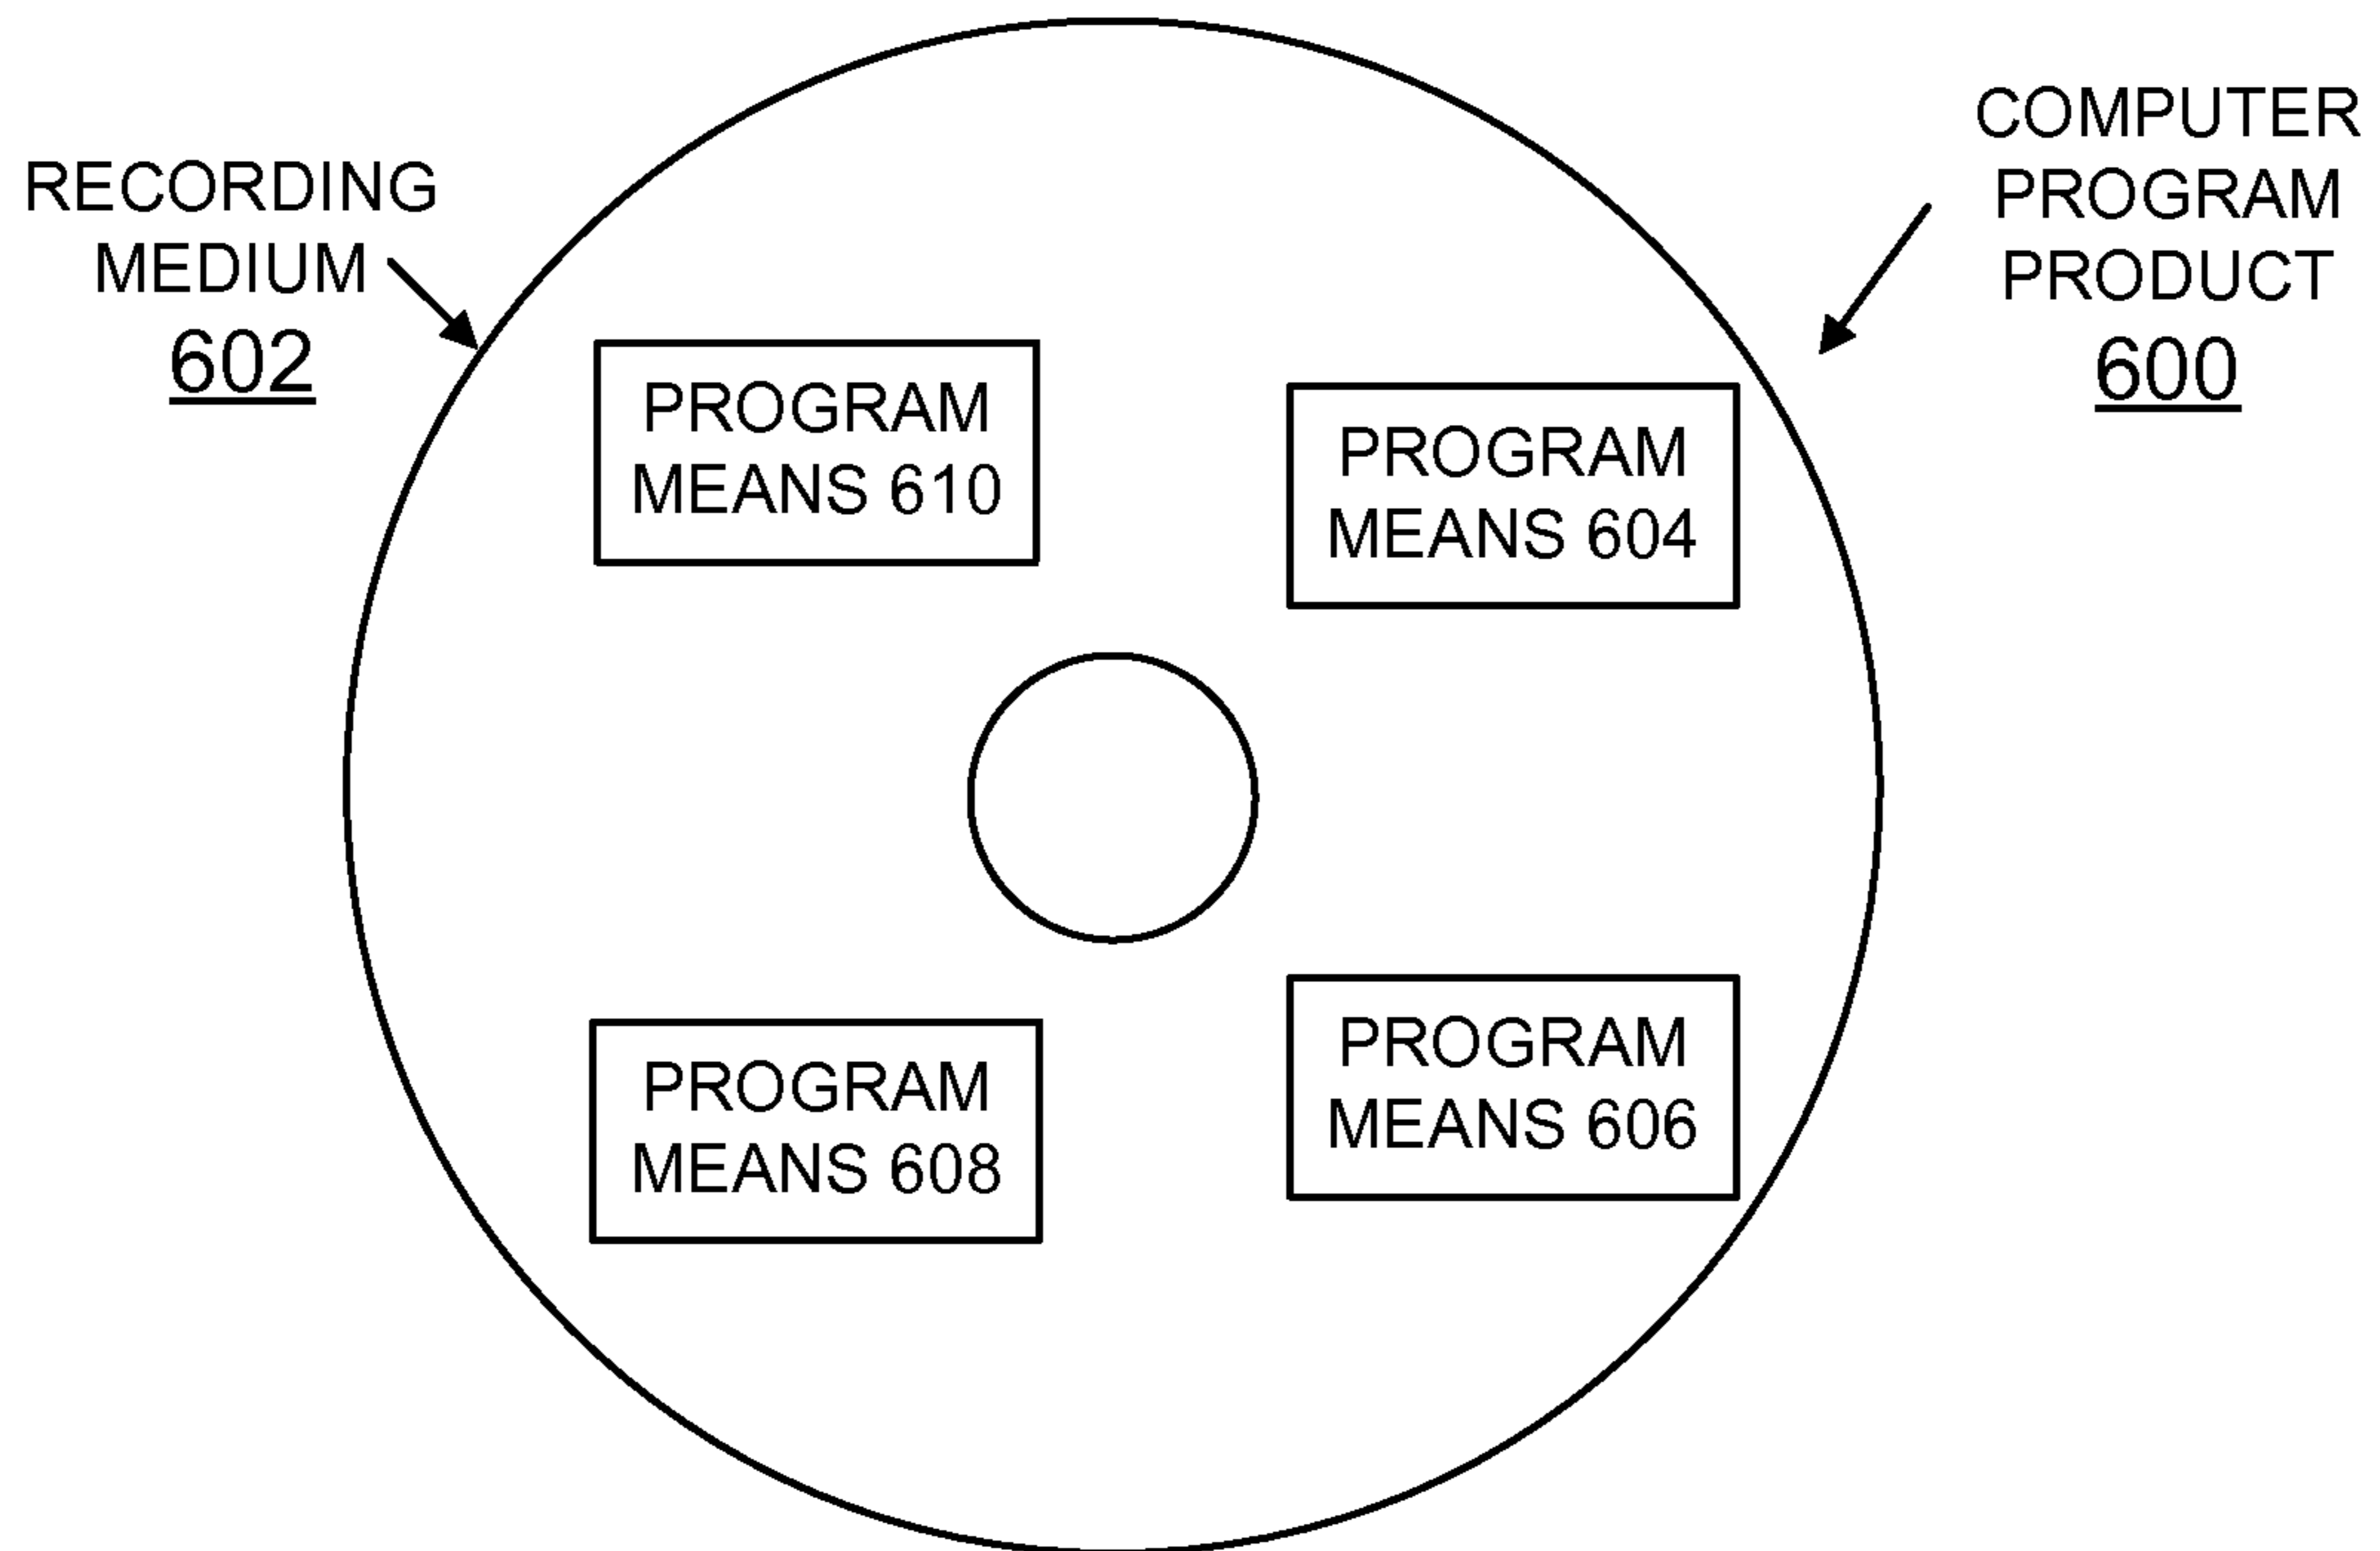 RECORDING
MEDIUM
602
COMPUTER
PROGRAM
PRODUCT
600
PROGRAM
MEANS 610
PROGRAM
MEANS 604
PROGRAM
MEANS 608
PROGRAM
MEANS 606